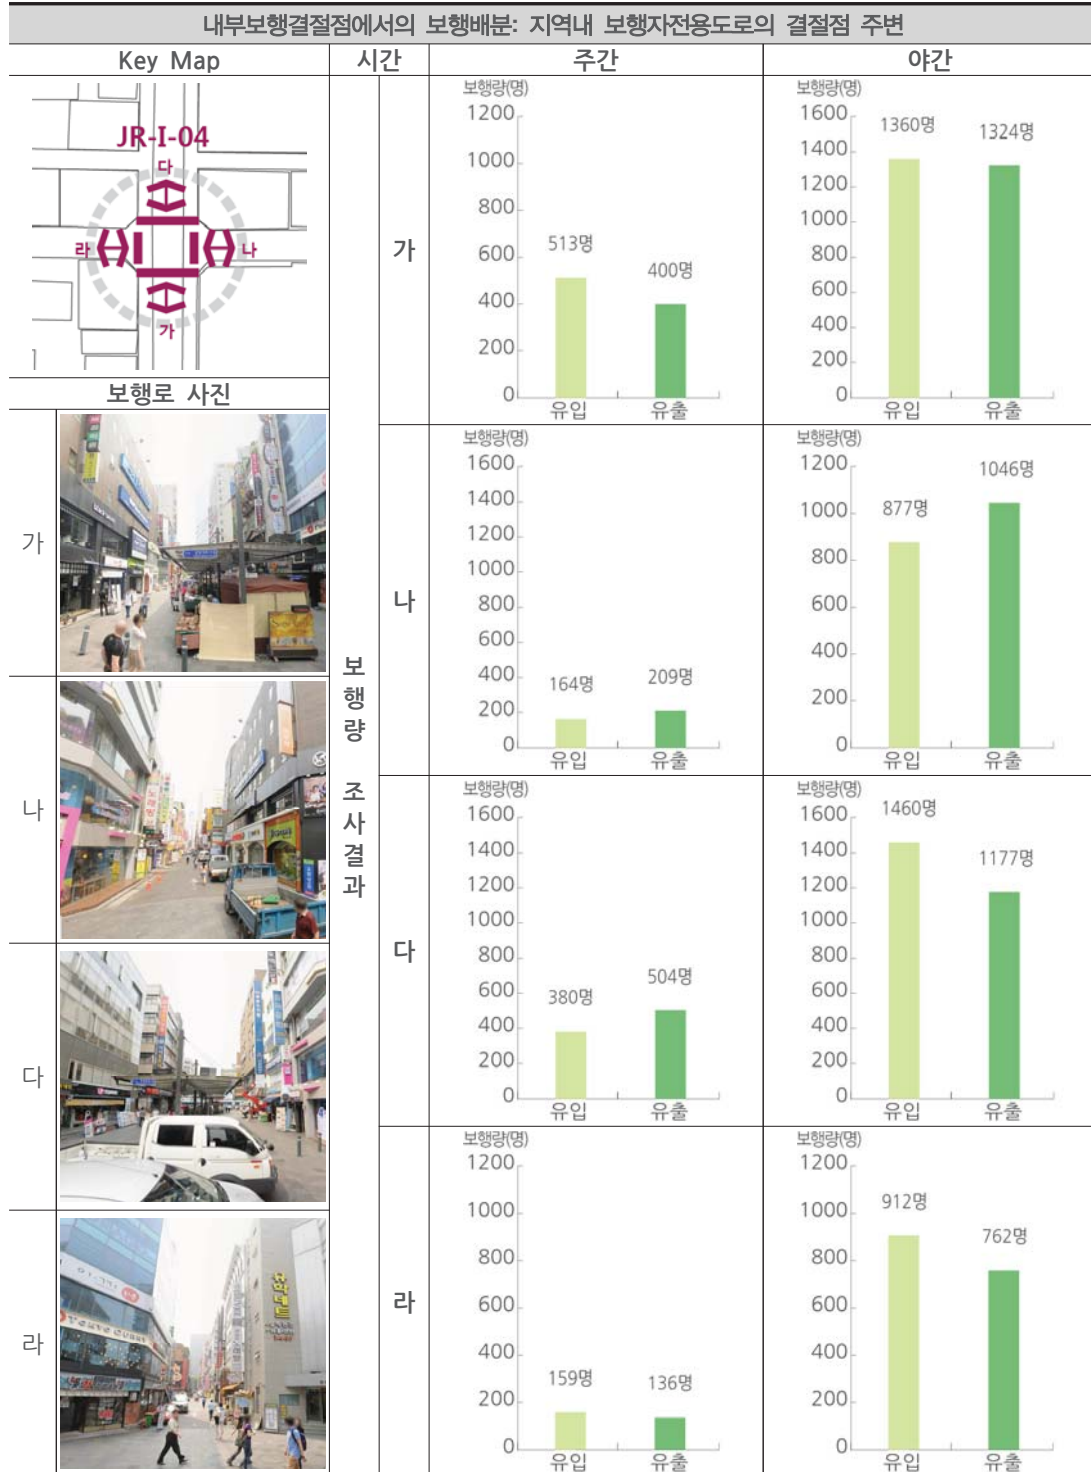 내부보행결절점에서의 보행배분: 지역내 보행자전용도로의 결절점 주변
Key Map
시간
주간
야간
JR-I-04
다
라
나
가
보행로 사진
가
나
다
라
보행량 조사결과
가
보행량(명)
1200
1000
800
600
400
200
0
513명
400명
유입
유출
보행량(명)
1600
1400
1200
1000
800
600
400
200
0
1360명
1324명
유입
유출
나
보행량(명)
1600
1400
1200
1000
800
600
400
200
0
164명
209명
유입
유출
보행량(명)
1200
1000
800
600
400
200
0
877명
1046명
유입
유출
다
보행량(명)
1600
1400
1200
1000
800
600
400
200
0
380명
504명
유입
유출
보행량(명)
1600
1400
1200
1000
800
600
400
200
0
1460명
1177명
유입
유출
라
보행량(명)
1200
1000
800
600
400
200
0
159명
136명
유입
유출
보행량(명)
1200
1000
800
600
400
200
0
912명
762명
유입
유출